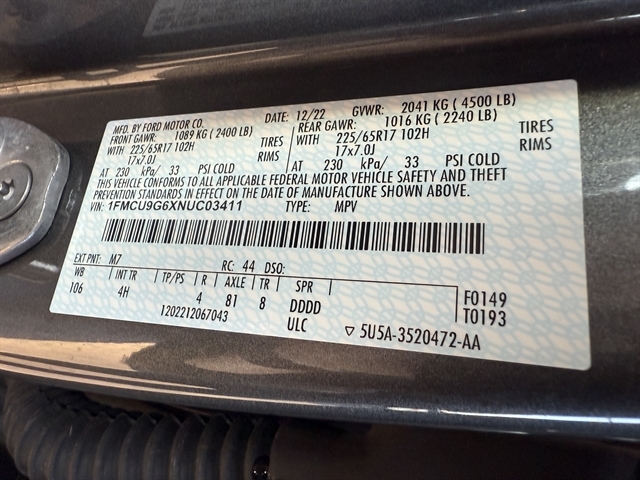 MFD. BY FORD MOTOR CO.
DATE: 12/22 GVWR: 2041 KG ( 4500 LB)
FRONT GAWR: 1089 KG ( 2400 LB)
REAR GAWR: 1016 KG ( 2240 LB)
WITH 225/65R17 102H TIRES
17x7.0J RIMS
WITH 225/65R17 102H TIRES
17x7.0J RIMS
AT 230 kPa/ 33 PSI COLD
AT 230 kPa/ 33 PSI COLD
THIS VEHICLE CONFORMS TO ALL APPLICABLE FEDERAL MOTOR VEHICLE SAFETY AND THEFT
PREVENTION STANDARDS IN EFFECT ON THE DATE OF MANUFACTURE SHOWN ABOVE.
VIN: 1FMCU9G6XNUC03411 TYPE: MPV
EXT PNT: M7 RC: 44 DSO:
WB INT TR TP/PS R AXLE TR SPR
106 4H 4 81 8 DDDD
F0149
T0193
1202212067043 ULC ▽ 5U5A-3520472-AA